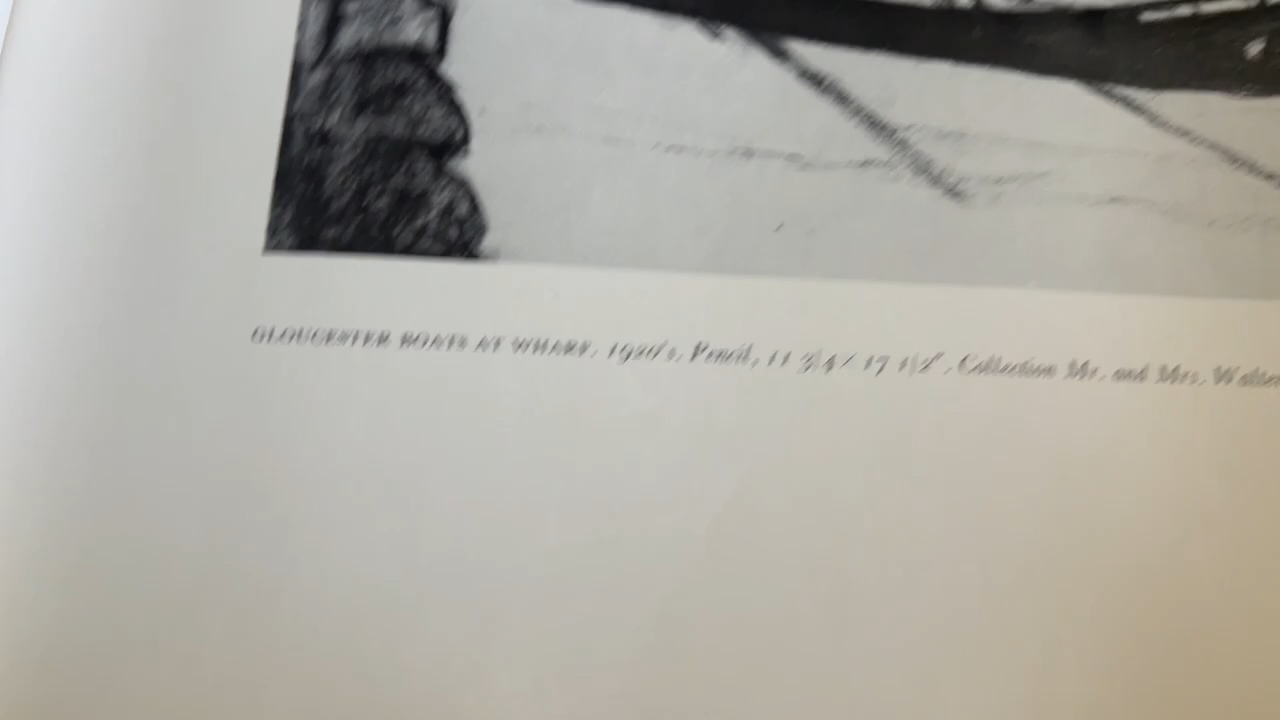 GLOUCESTER BOATS AT WHARF, 1920's, Pencil, 11 3/4 / 17 1/2", Collection Mr. and Mrs.